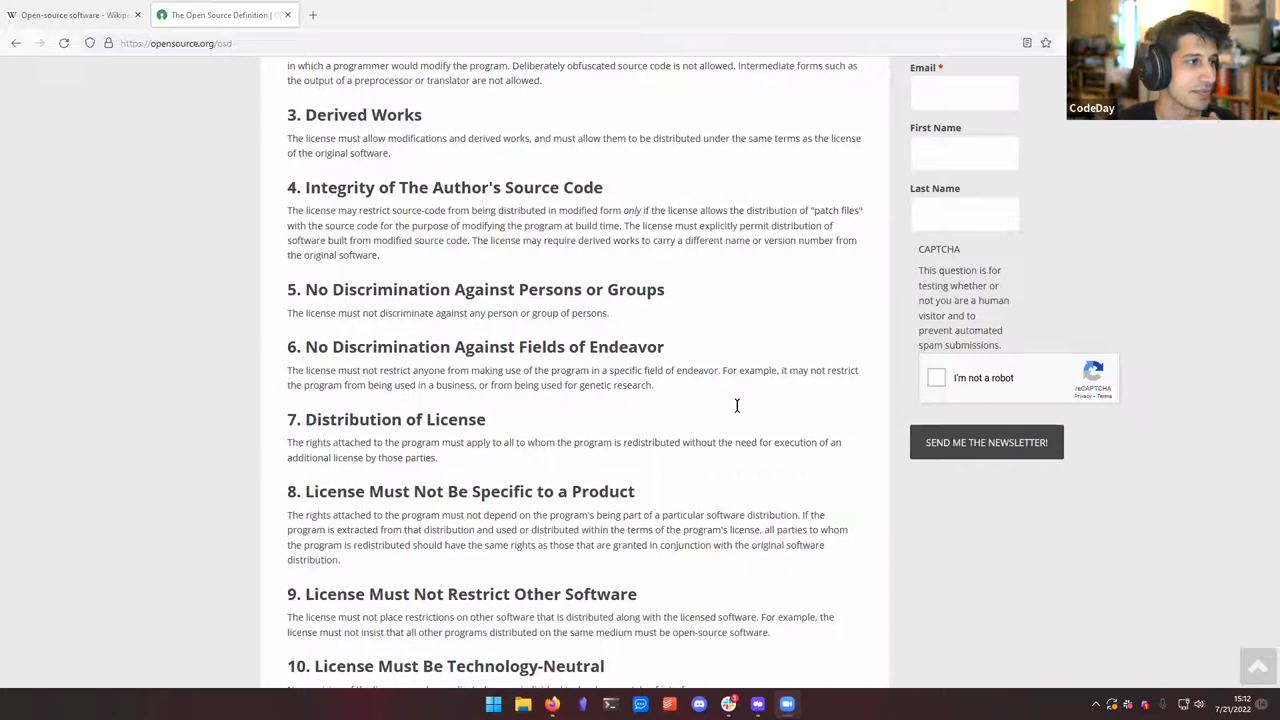 Open-source software - Wikipe
The Open Source Definition | O
https://opensource.org/osd
CodeDay
in which a programmer would modify the program. Deliberately obfuscated source code is not allowed. Intermediate forms such as
the output of a preprocessor or translator are not allowed.
3. Derived Works
The license must allow modifications and derived works, and must allow them to be distributed under the same terms as the license
of the original software.
4. Integrity of The Author's Source Code
The license may restrict source-code from being distributed in modified form only if the license allows the distribution of "patch files"
with the source code for the purpose of modifying the program at build time. The license must explicitly permit distribution of
software built from modified source code. The license may require derived works to carry a different name or version number from
the original software.
5. No Discrimination Against Persons or Groups
The license must not discriminate against any person or group of persons.
6. No Discrimination Against Fields of Endeavor
The license must not restrict anyone from making use of the program in a specific field of endeavor. For example, it may not restrict
the program from being used in a business, or from being used for genetic research.
7. Distribution of License
The rights attached to the program must apply to all to whom the program is redistributed without the need for execution of an
additional license by those parties.
8. License Must Not Be Specific to a Product
The rights attached to the program must not depend on the program's being part of a particular software distribution. If the
program is extracted from that distribution and used or distributed within the terms of the program's license, all parties to whom
the program is redistributed should have the same rights as those that are granted in conjunction with the original software
distribution.
9. License Must Not Restrict Other Software
The license must not place restrictions on other software that is distributed along with the licensed software. For example, the
license must not insist that all other programs distributed on the same medium must be open-source software.
10. License Must Be Technology-Neutral
Email *
First Name
Last Name
CAPTCHA
This question is for
testing whether or
not you are a human
visitor and to
prevent automated
spam submissions.
I'm not a robot
reCAPTCHA
Privacy - Terms
SEND ME THE NEWSLETTER!
15:12
7/21/2022